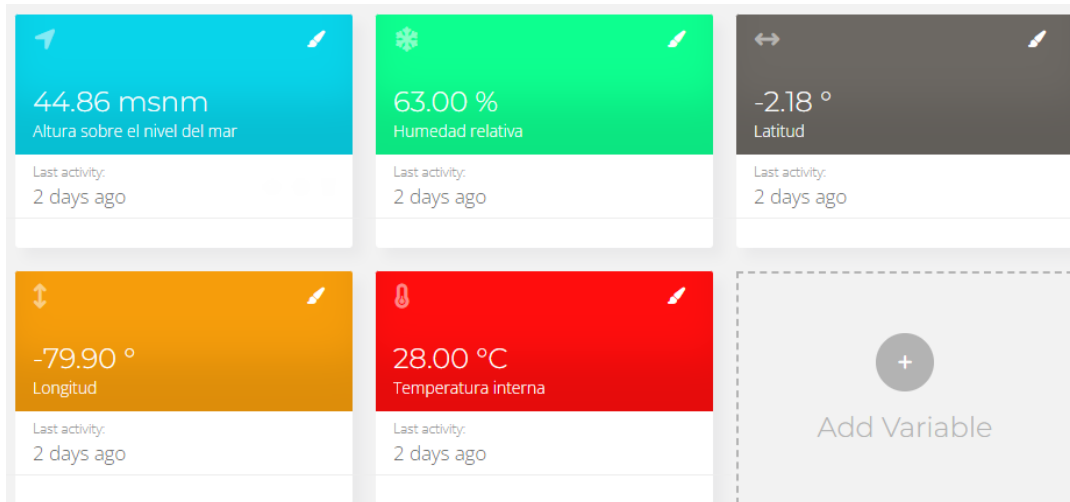 44.86 msnm
Altura sobre el nivel del mar
Last activity:
2 days ago
63.00 %
Humedad relativa
Last activity:
2 days ago
-2.18 °
Latitud
Last activity:
2 days ago
-79.90 °
Longitud
Last activity:
2 days ago
28.00 °C
Temperatura interna
Last activity:
2 days ago
Add Variable